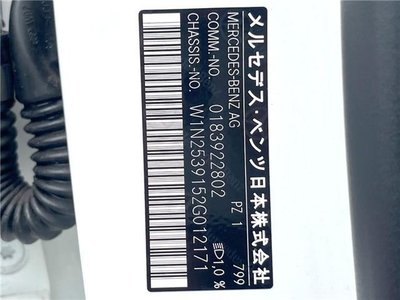 メルセデス・ベンツ日本株式会社
MERCEDES-BENZ AG 799
COMM.-NO. 0183922802 PZ 1
CHASSIS.-NO. W1N2539152G012171
1,0 %